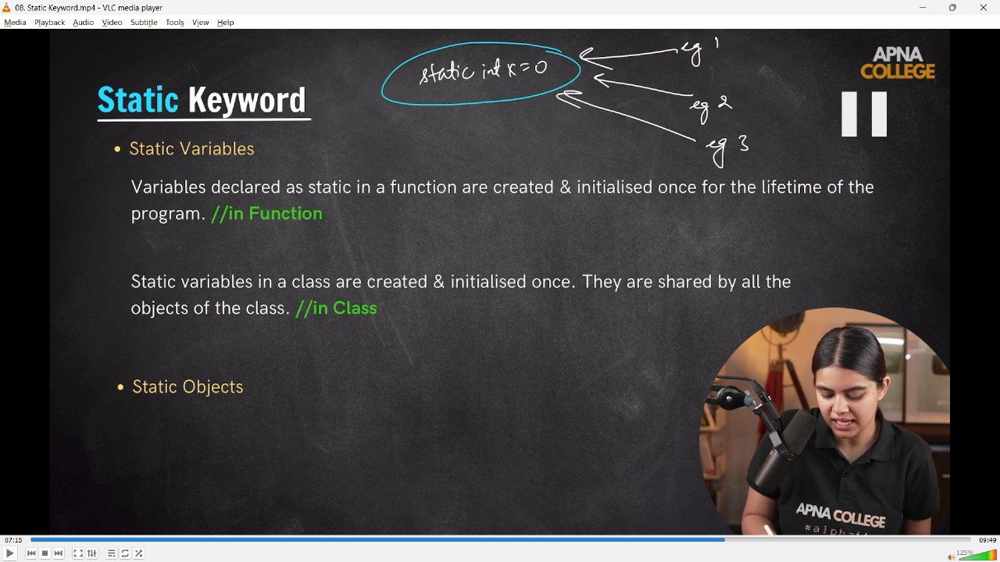 08. Static Keyword.mp4 - VLC media player
Media Playback Audio Video Subtitle Tools View Help
static int x = 0
eg 1
eg 2
eg 3
APNA
COLLEGE
Static Keyword
• Static Variables
Variables declared as static in a function are created & initialised once for the lifetime of the
program. //in Function
Static variables in a class are created & initialised once. They are shared by all the
objects of the class. //in Class
• Static Objects
APNA COLLEGE
07:15
09:49
125%